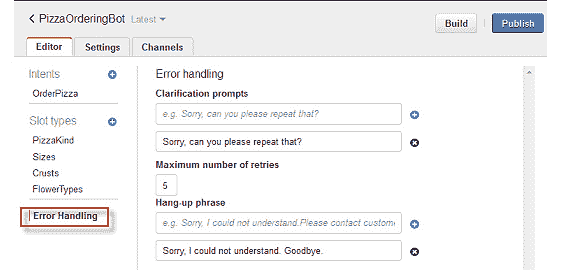 < PizzaOrderingBot Latest
Build
Publish
Editor
Settings
Channels
Intents
OrderPizza
Slot types
PizzaKind
Sizes
Crusts
FlowerTypes
Error Handling
Error handling
Clarification prompts
e.g. Sorry, can you please repeat that?
Sorry, can you please repeat that?
Maximum number of retries
5
Hang-up phrase
e.g. Sorry, I could not understand.Please contact custom
Sorry, I could not understand. Goodbye.